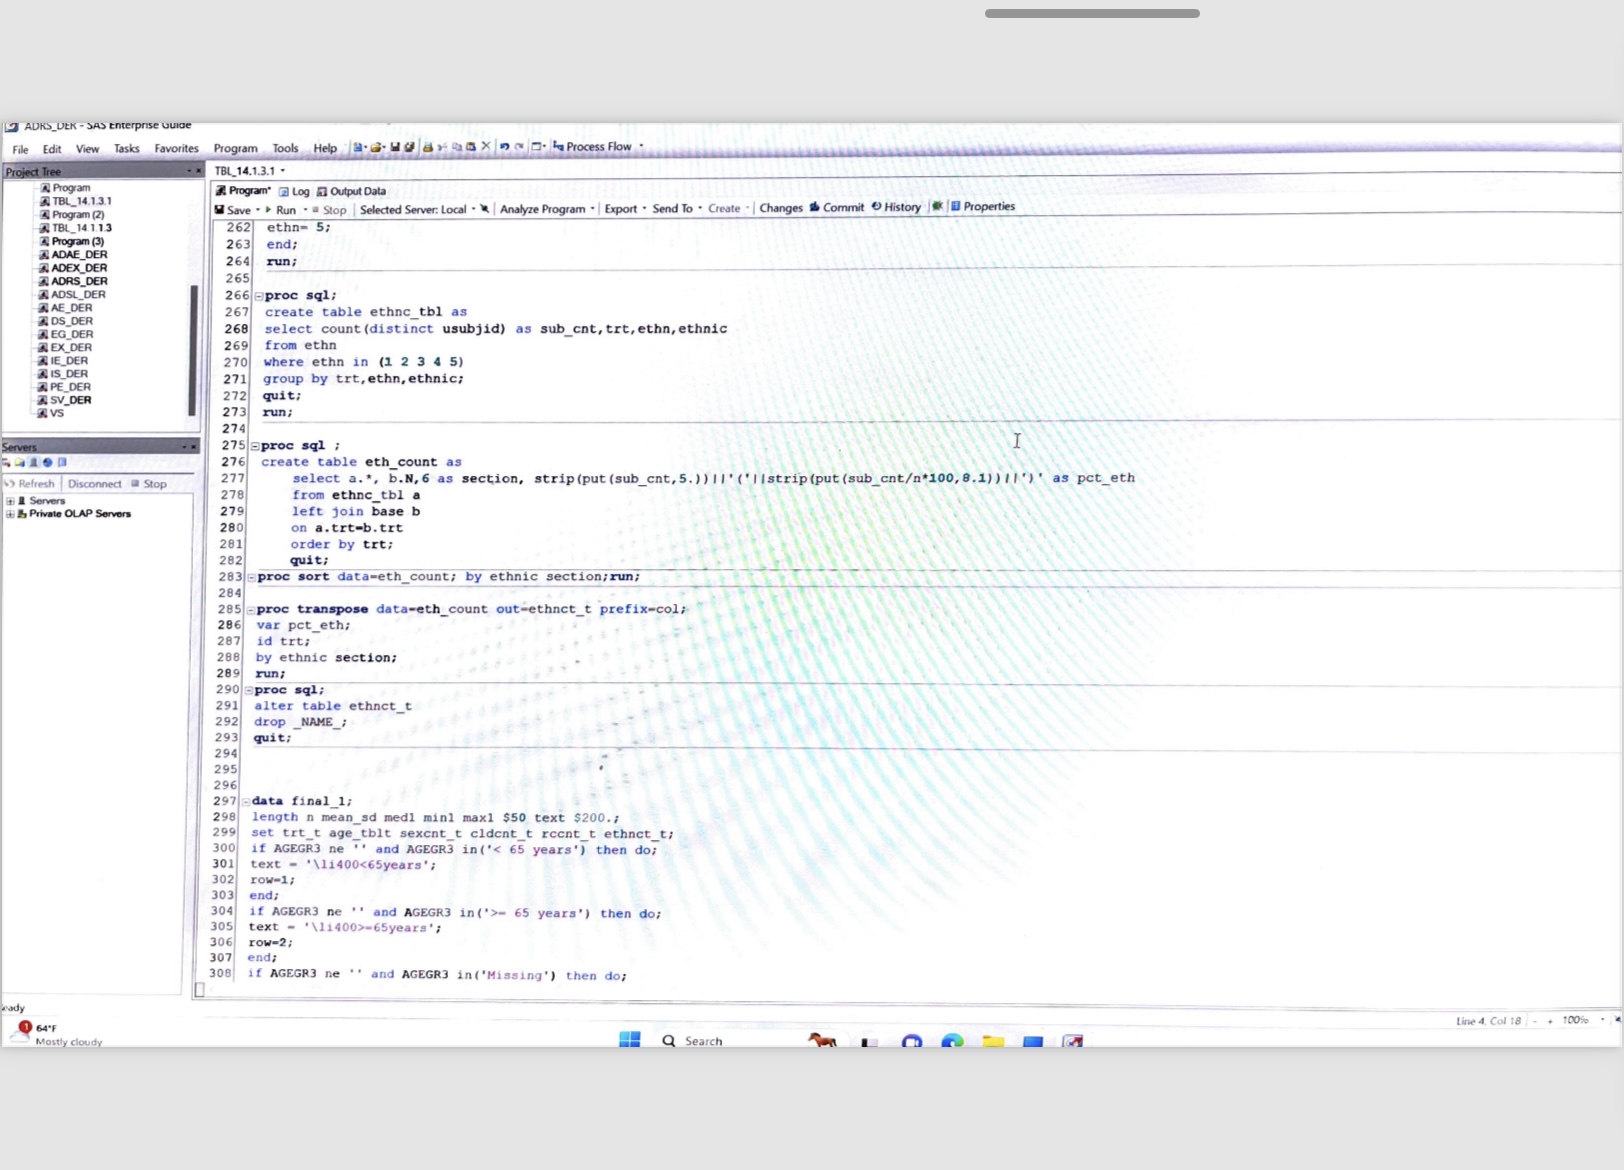 ADRS_DER - SAS Enterprise Guide
File Edit View Tasks Favorites Program Tools Help Process Flow
Project Tree
Program
TBL_14.1.3.1
Program (2)
TBL_14.1.1.3
Program (3)
ADAE_DER
ADEX_DER
ADRS_DER
ADSL_DER
AE_DER
DS_DER
EG_DER
EX_DER
IE_DER
IS_DER
PE_DER
SV_DER
VS
Servers
Refresh Disconnect Stop
Servers
Private OLAP Servers
TBL_14.1.3.1
Program* Log Output Data
Save Run Stop Selected Server: Local Analyze Program Export Send To Create Changes Commit History Properties
262 ethn= 5;
263 end;
264 run;
265
266 proc sql;
267 create table ethnc_tbl as
268 select count(distinct usubjid) as sub_cnt,trt,ethn,ethnic
269 from ethn
270 where ethn in (1 2 3 4 5)
271 group by trt,ethn,ethnic;
272 quit;
273 run;
274
275 proc sql ;
276 create table eth_count as
277 select a.*, b.N,6 as section, strip(put(sub_cnt,5.))||'('||strip(put(sub_cnt/n*100,8.1))||')' as pct_eth
278 from ethnc_tbl a
279 left join base b
280 on a.trt=b.trt
281 order by trt;
282 quit;
283 proc sort data=eth_count; by ethnic section;run;
284
285 proc transpose data=eth_count out=ethnct_t prefix=col;
286 var pct_eth;
287 id trt;
288 by ethnic section;
289 run;
290 proc sql;
291 alter table ethnct_t
292 drop _NAME_;
293 quit;
294
295
296
297 data final_1;
298 length n mean_sd med1 min1 max1 $50 text $200.;
299 set trt_t age_tblt sexcnt_t cldcnt_t rccnt_t ethnct_t;
300 if AGEGR3 ne '' and AGEGR3 in('< 65 years') then do;
301 text = '\li400<65years';
302 row=1;
303 end;
304 if AGEGR3 ne '' and AGEGR3 in('>= 65 years') then do;
305 text = '\li400>=65years';
306 row=2;
307 end;
308 if AGEGR3 ne '' and AGEGR3 in('Missing') then do;
eady
Line 4, Col 18 - + 100%
1
64°F
Mostly cloudy
Search